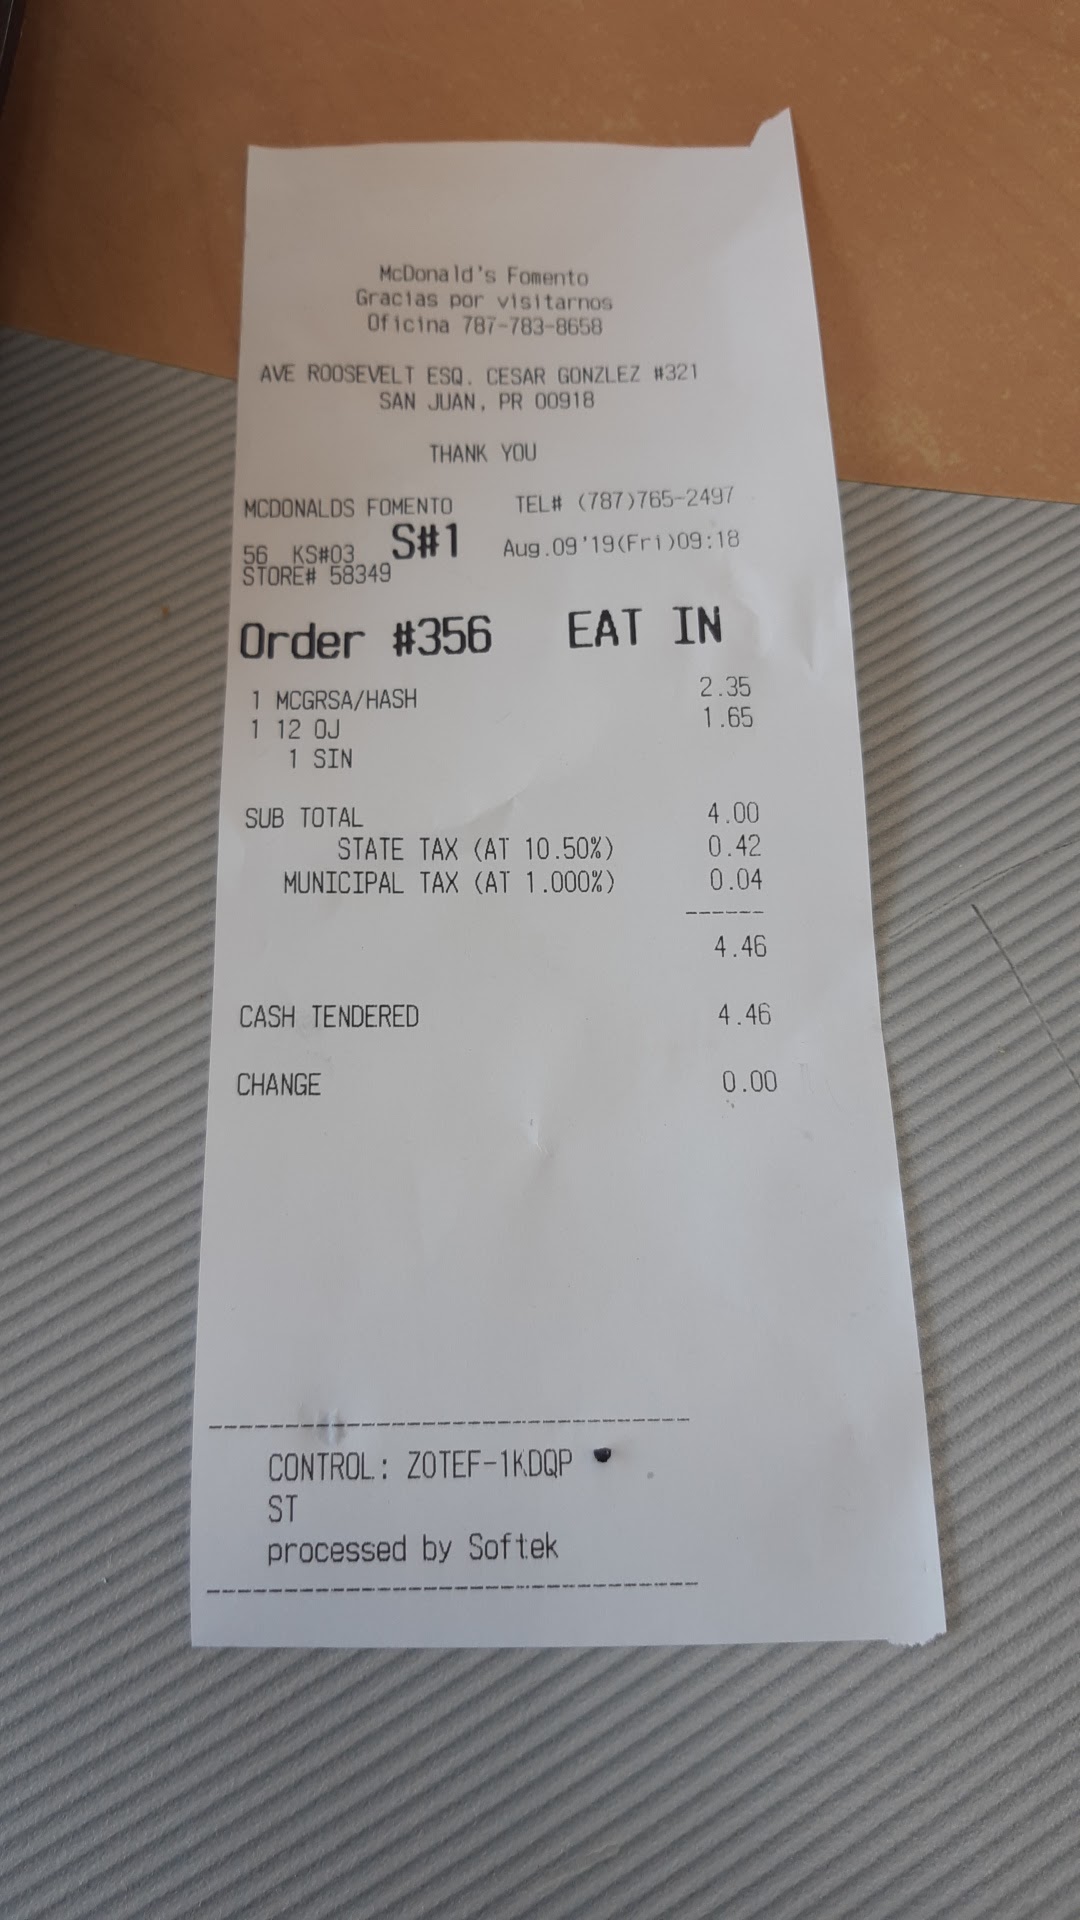 McDonald's Fomento
Gracias por visitarnos
Oficina 787-783-8658
AVE ROOSEVELT ESQ. CESAR GONZLEZ #321
SAN JUAN, PR 00918
THANK YOU
MCDONALDS FOMENTO TEL# (787)765-2497
56 KS#03 S#1 Aug.09'19(Fri)09:18
STORE# 58349
Order #356 EAT IN
1 MCGRSA/HASH 2.35
1 12 OJ 1.65
1 SIN
SUB TOTAL 4.00
STATE TAX (AT 10.50%) 0.42
MUNICIPAL TAX (AT 1.000%) 0.04
------
4.46
CASH TENDERED 4.46
CHANGE 0.00
CONTROL: Z0TEF-1KDQP
ST
processed by Softek